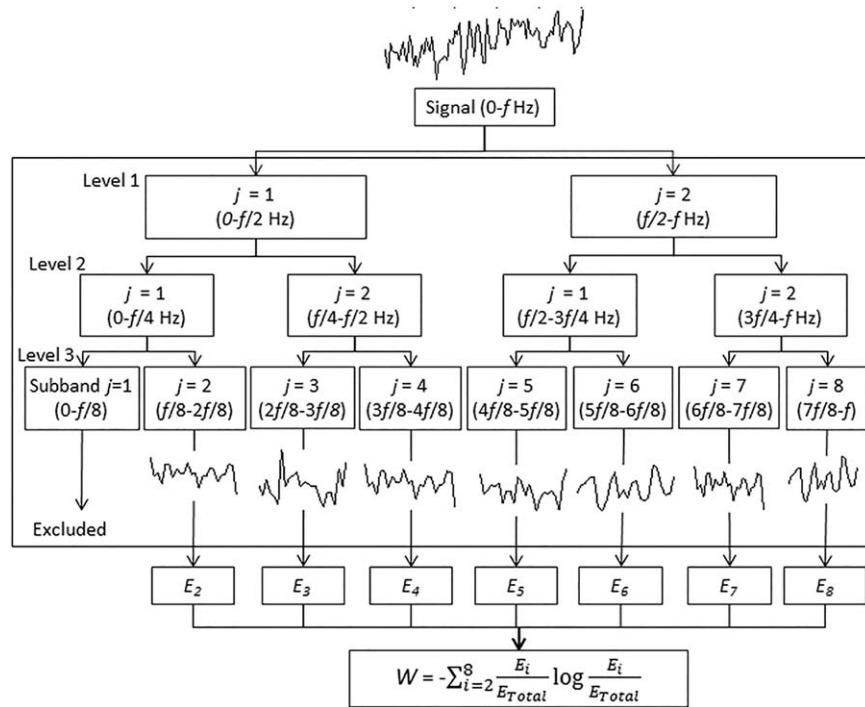 Signal (0-f Hz)
Level 1
j = 1
(0-f/2 Hz)
j = 2
(f/2-f Hz)
Level 2
j = 1
(0-f/4 Hz)
j = 2
(f/4-f/2 Hz)
j = 1
(f/2-3f/4 Hz)
j = 2
(3f/4-f Hz)
Level 3
Subband j=1
(0-f/8)
j = 2
(f/8-2f/8)
j = 3
(2f/8-3f/8)
j = 4
(3f/8-4f/8)
j = 5
(4f/8-5f/8)
j = 6
(5f/8-6f/8)
j = 7
(6f/8-7f/8)
j = 8
(7f/8-f)
Excluded
E₂
E₃
E₄
E₅
E₆
E₇
E₈
W = -∑⁸ᵢ₌₂ Eᵢ/E_Total log Eᵢ/E_Total